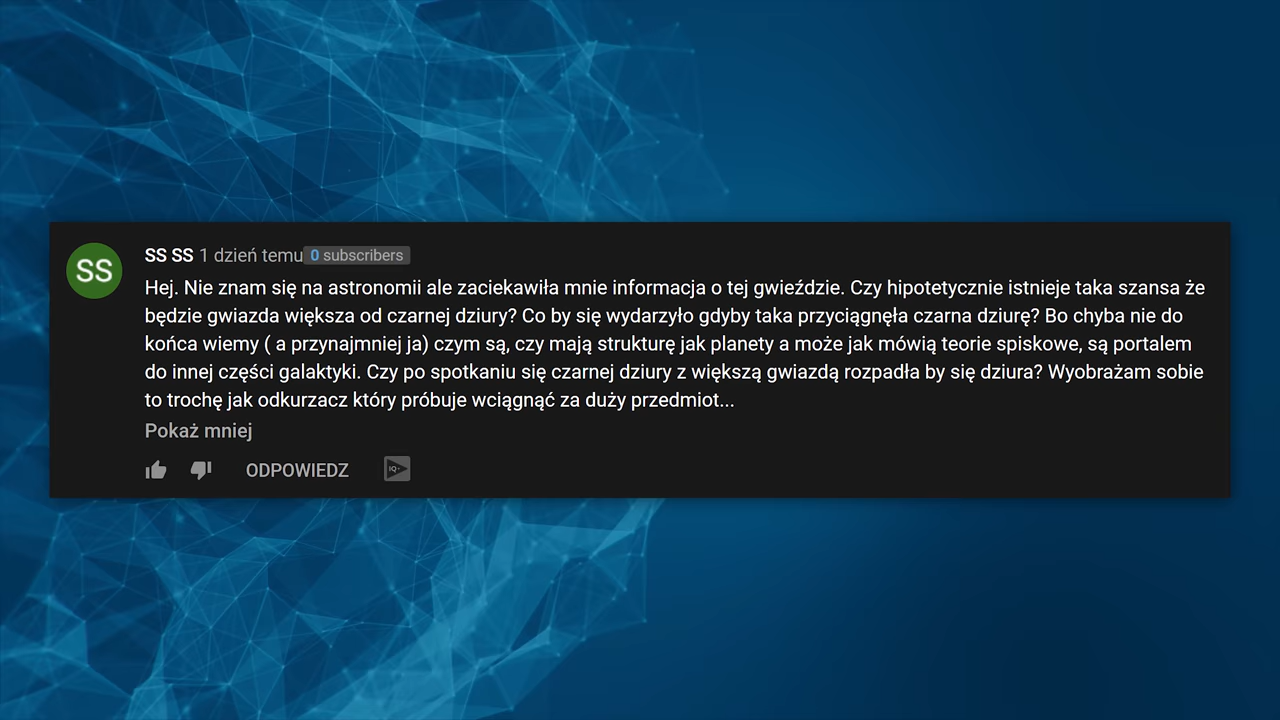 SS
SS SS 1 dzień temu 0 subscribers
Hej. Nie znam się na astronomii ale zaciekawiła mnie informacja o tej gwieździe. Czy hipotetycznie istnieje taka szansa że
będzie gwiazda większa od czarnej dziury? Co by się wydarzyło gdyby taka przyciągnęła czarna dziurę? Bo chyba nie do
końca wiemy ( a przynajmniej ja) czym są, czy mają strukturę jak planety a może jak mówią teorie spiskowe, są portalem
do innej części galaktyki. Czy po spotkaniu się czarnej dziury z większą gwiazdą rozpadła by się dziura? Wyobrażam sobie
to trochę jak odkurzacz który próbuje wciągnąć za duży przedmiot...
Pokaż mniej
ODPOWIEDZ